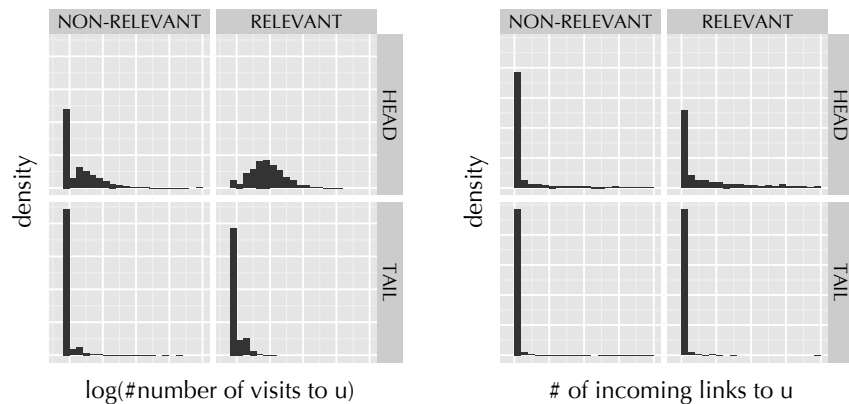 NON-RELEVANT RELEVANT
HEAD
TAIL
density
log(#number of visits to u)
NON-RELEVANT RELEVANT
HEAD
TAIL
density
# of incoming links to u